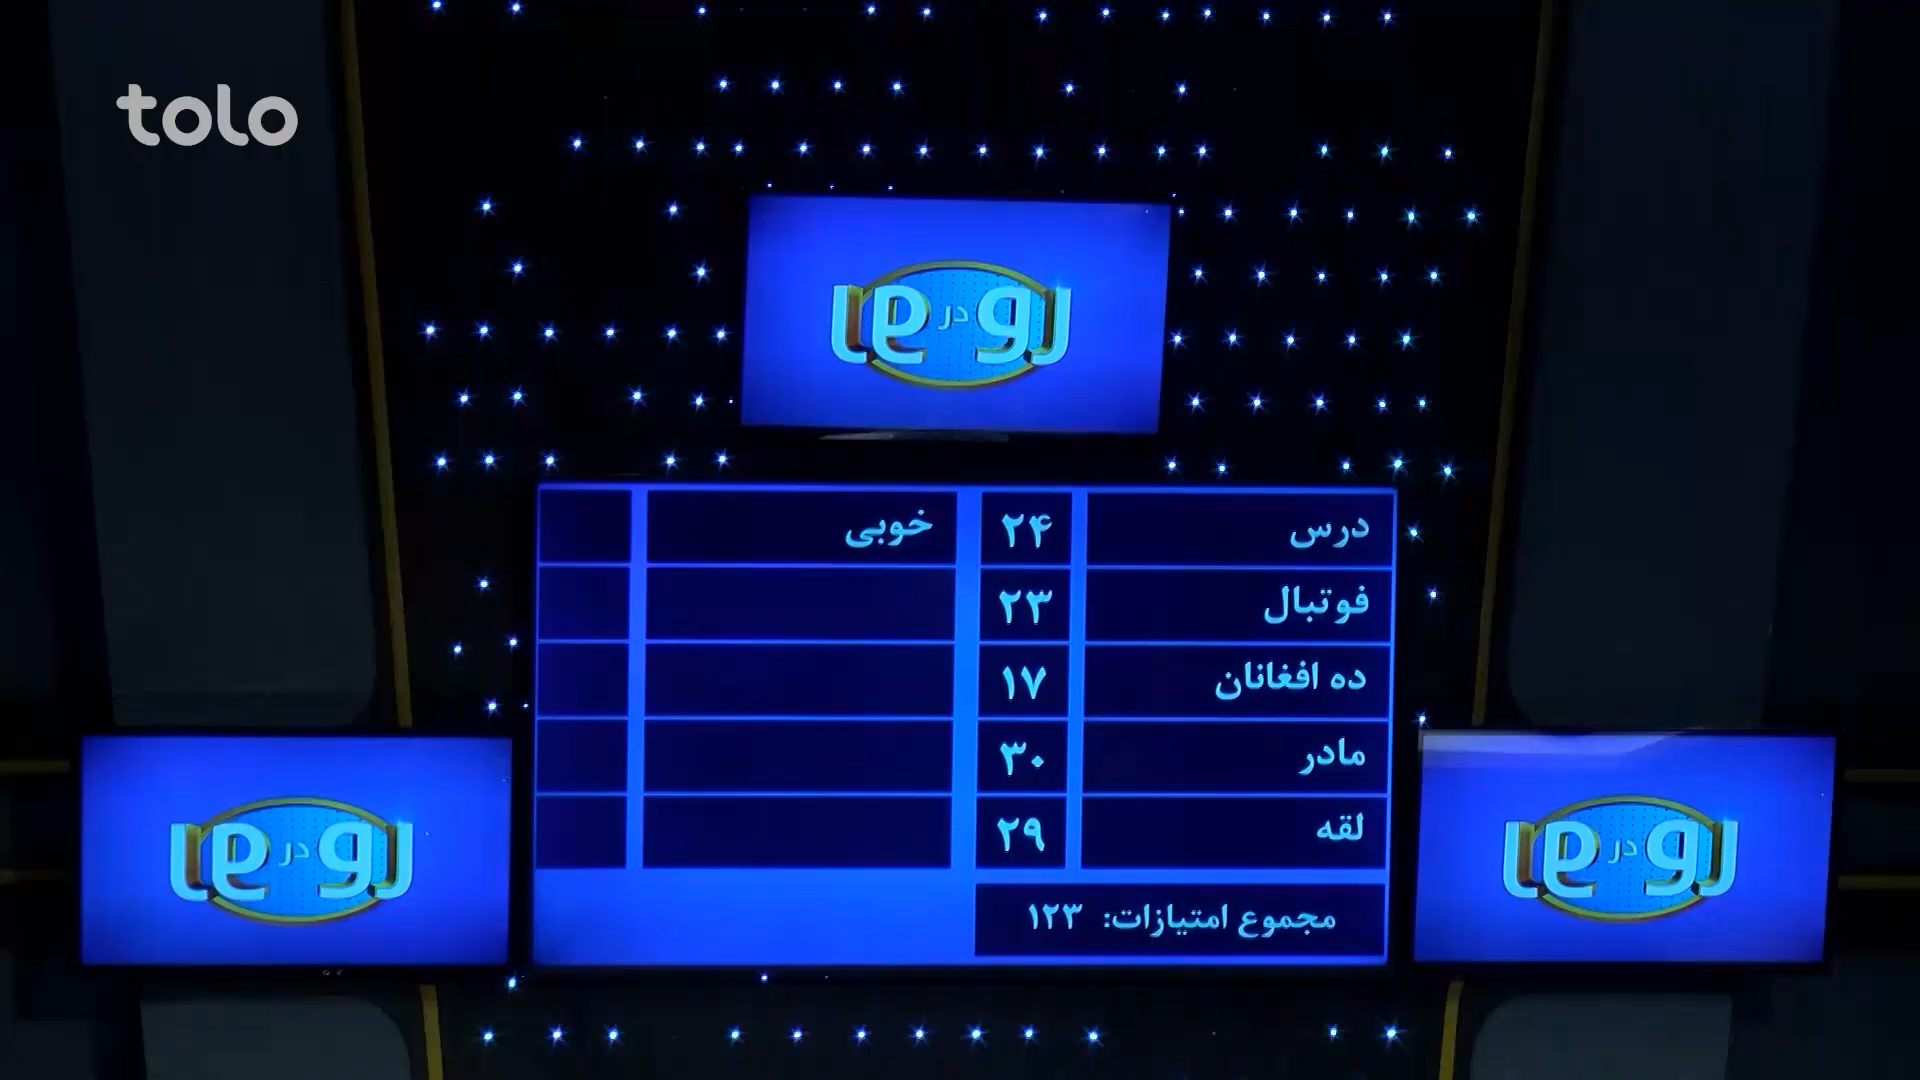 tolo
رو در رو
درس ۲۴ خوبی
فوتبال ۲۳
ده افغانان ۱۷
مادر ۳۰
لقه ۲۹
مجموع امتیازات: ۱۲۳
رو در رو
رو در رو